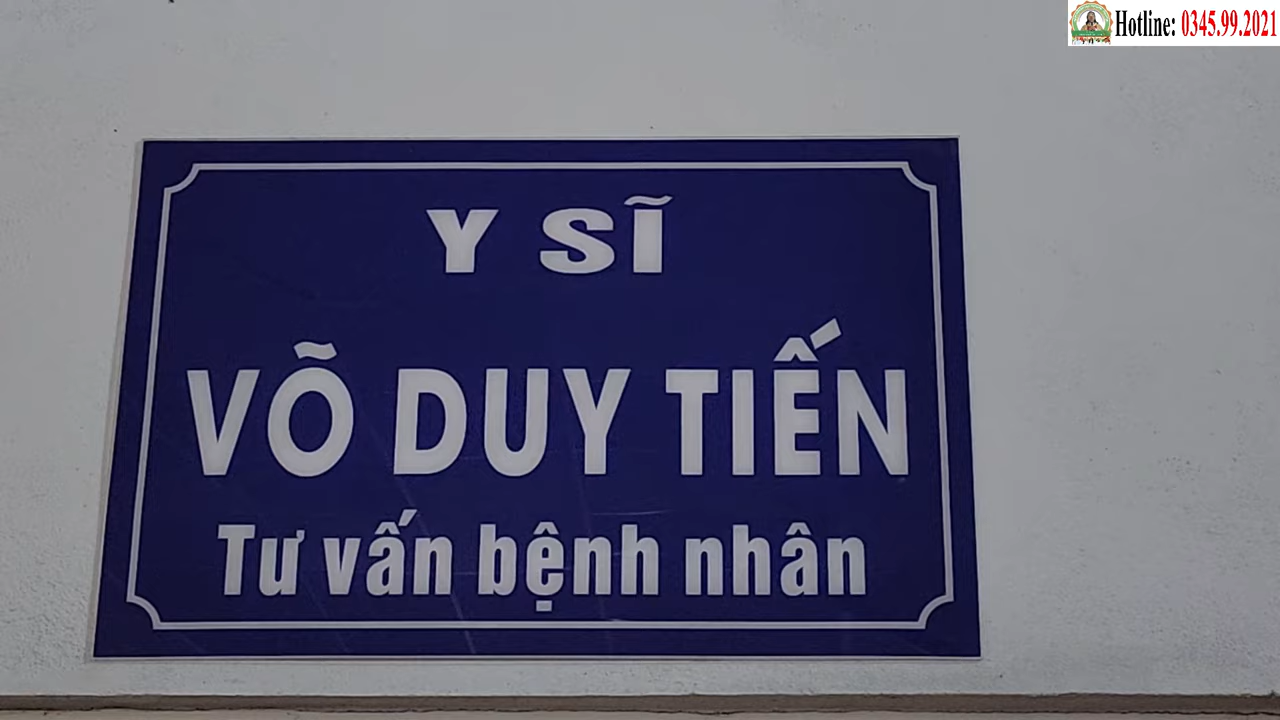 Hotline: 0345.99.2021
Y SĨ
VÕ DUY TIẾN
Tư vấn bệnh nhân